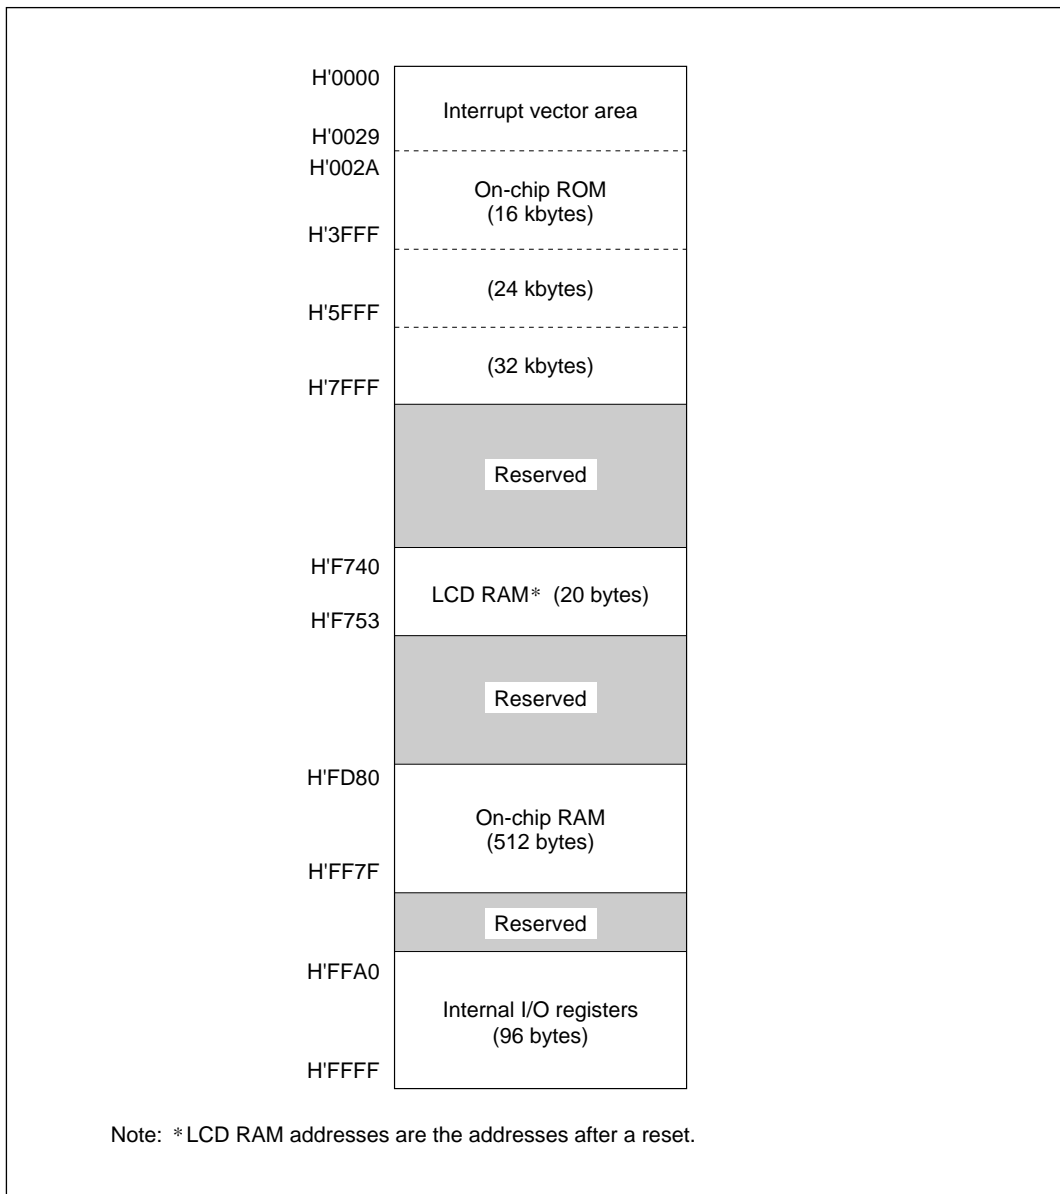 H'0000
Interrupt vector area
H'0029
H'002A
On-chip ROM
(16 kbytes)
H'3FFF
(24 kbytes)
H'5FFF
(32 kbytes)
H'7FFF
Reserved
H'F740
LCD RAM* (20 bytes)
H'F753
Reserved
H'FD80
On-chip RAM
(512 bytes)
H'FF7F
Reserved
H'FFA0
Internal I/O registers
(96 bytes)
H'FFFF
Note: *LCD RAM addresses are the addresses after a reset.